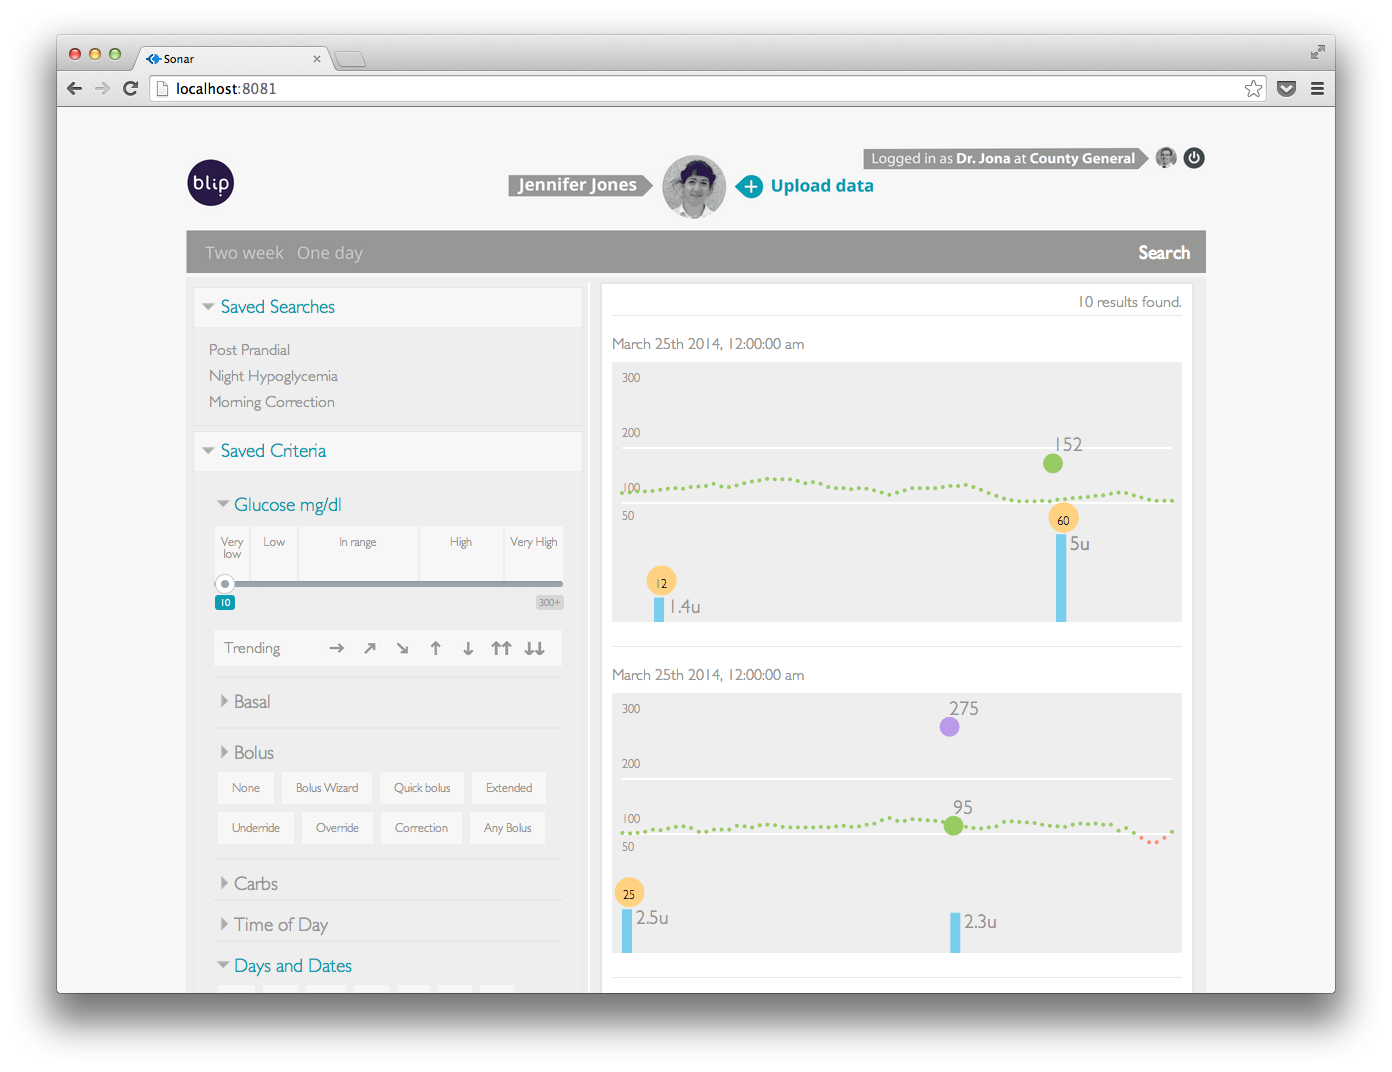 Sonar
localhost:8081
Logged in as Dr. Jona at County General
blip
Jennifer Jones
Upload data
Two week One day
Search
Saved Searches
Post Prandial
Night Hypoglycemia
Morning Correction
Saved Criteria
Glucose mg/dl
Very low
Low
In range
High
Very High
10
300+
Trending
Basal
Bolus
None
Bolus Wizard
Quick bolus
Extended
Underride
Override
Correction
Any Bolus
Carbs
Time of Day
Days and Dates
10 results found.
March 25th 2014, 12:00:00 am
300
200
152
100
50
60
5u
12
1.4u
March 25th 2014, 12:00:00 am
300
275
200
95
100
50
25
2.5u
2.3u